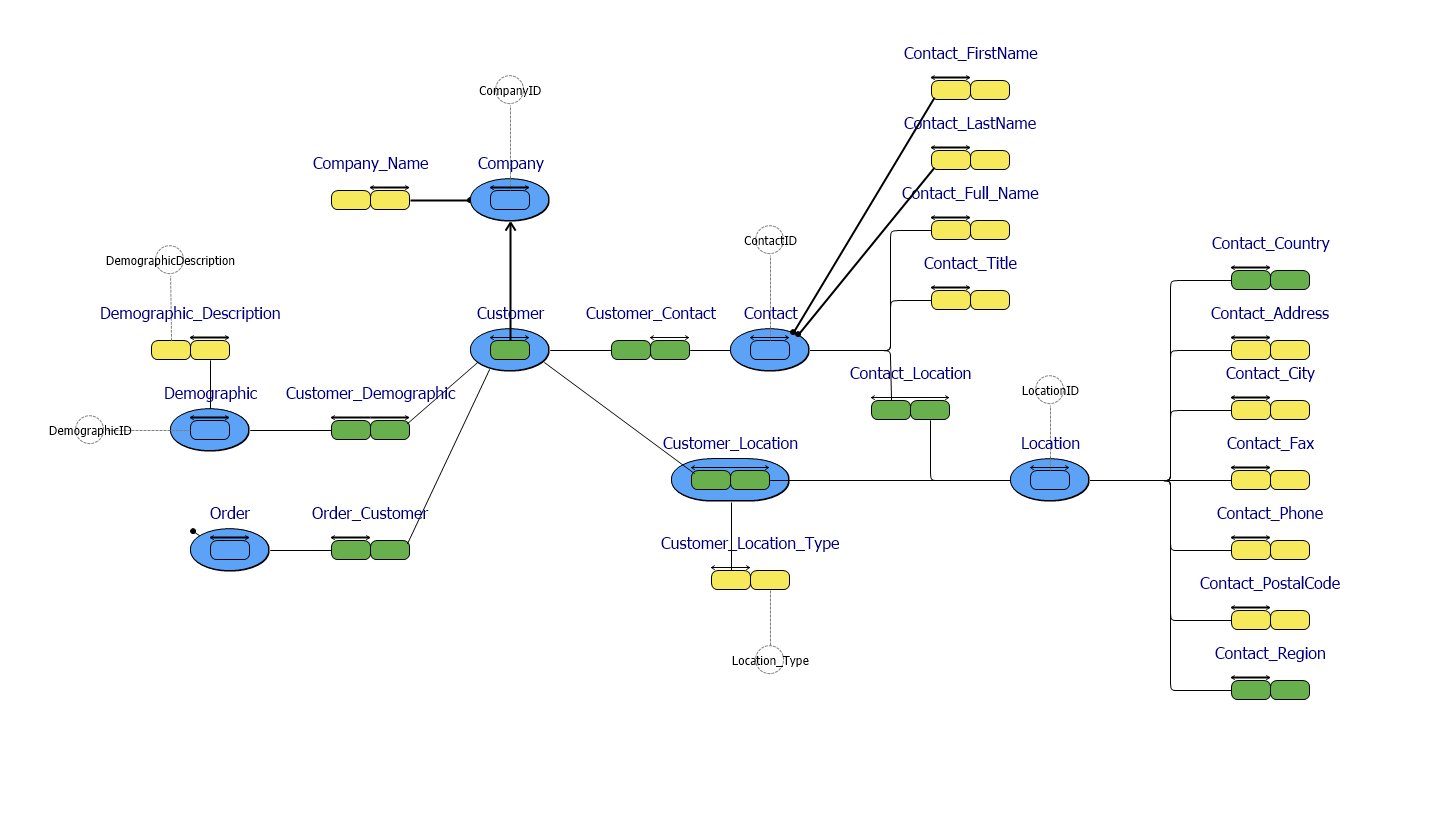 Contact_FirstName
CompanyID
Contact_LastName
Company_Name
Company
Contact_Full_Name
ContactID
Contact_Country
DemographicDescription
Contact_Title
Demographic_Description
Customer
Customer_Contact
Contact
Contact_Address
Contact_Location
Contact_City
Demographic
Customer_Demographic
LocationID
DemographicID
Customer_Location
Location
Contact_Fax
Order
Order_Customer
Contact_Phone
Customer_Location_Type
Contact_PostalCode
Location_Type
Contact_Region